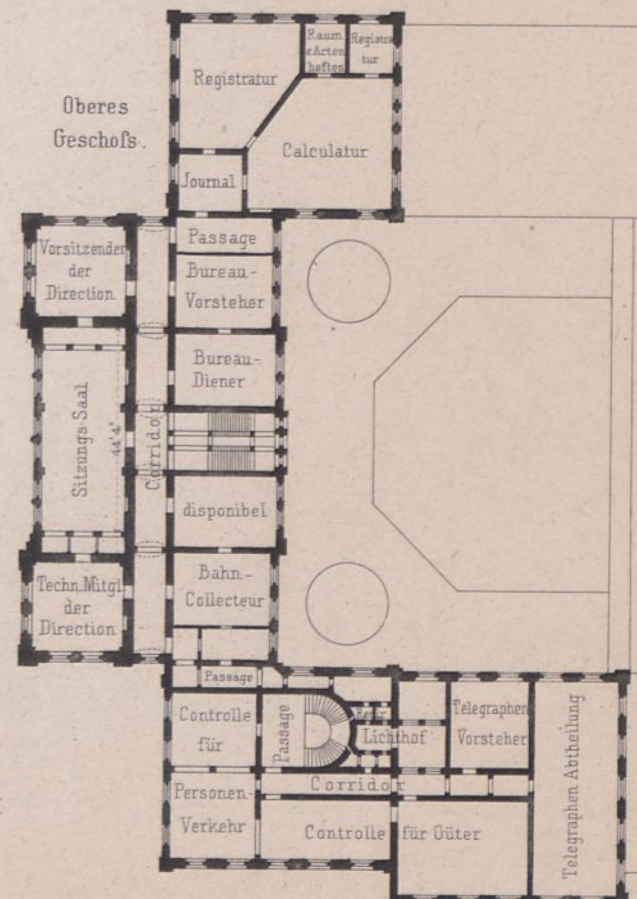 Oberes
Geschoſs.
Registratur
Raum
f. Acten
heften
Registra
tur
Calculatur
Journal
Vorsitzender
der
Direction.
Passage
Bureau-
Vorsteher
Bureau-
Diener
Sitzungs-Saal
44'4"
Corridor
disponibel
Bahn-
Collecteur
Techn. Mitgl.
der
Direction
Passage
Controlle
für
Passage
Lichthof
Telegraphen
Vorsteher
Telegraphen Abtheilung
Corridor
Personen-
Verkehr
Controlle für Güter